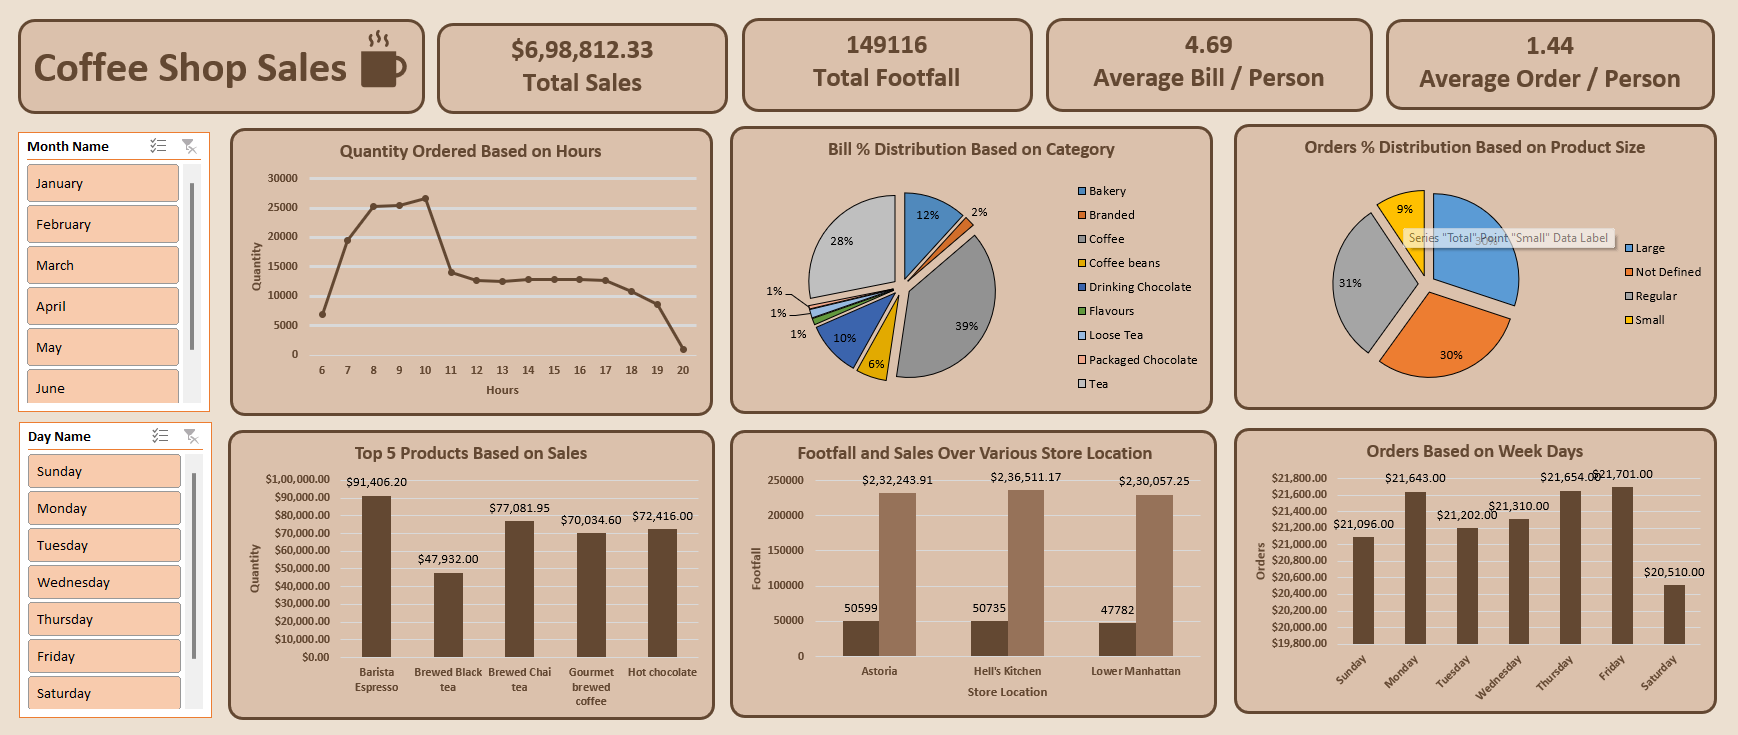 Coffee Shop Sales
$6,98,812.33
Total Sales
149116
Total Footfall
4.69
Average Bill / Person
1.44
Average Order / Person
Month Name
January
February
March
April
May
June
Day Name
Sunday
Monday
Tuesday
Wednesday
Thursday
Friday
Saturday
Quantity Ordered Based on Hours
30000
25000
20000
15000
10000
5000
0
Quantity
6 7 8 9 10 11 12 13 14 15 16 17 18 19 20
Hours
Bill % Distribution Based on Category
12%
2%
39%
6%
10%
1%
1%
1%
28%
Bakery
Branded
Coffee
Coffee beans
Drinking Chocolate
Flavours
Loose Tea
Packaged Chocolate
Tea
Orders % Distribution Based on Product Size
9%
30%
Series "Total" Point "Small" Data Label
31%
30%
Large
Not Defined
Regular
Small
Top 5 Products Based on Sales
$1,00,000.00
$90,000.00
$80,000.00
$70,000.00
$60,000.00
$50,000.00
$40,000.00
$30,000.00
$20,000.00
$10,000.00
$0.00
Quantity
$91,406.20
$47,932.00
$77,081.95
$70,034.60
$72,416.00
Barista Espresso
Brewed Black tea
Brewed Chai tea
Gourmet brewed coffee
Hot chocolate
Footfall and Sales Over Various Store Location
250000
200000
150000
100000
50000
0
Footfall
50599
$2,32,243.91
50735
$2,36,511.17
47782
$2,30,057.25
Astoria
Hell's Kitchen
Lower Manhattan
Store Location
Orders Based on Week Days
$21,800.00
$21,600.00
$21,400.00
$21,200.00
$21,000.00
$20,800.00
$20,600.00
$20,400.00
$20,200.00
$20,000.00
$19,800.00
Orders
$21,096.00
$21,643.00
$21,202.00
$21,310.00
$21,654.00
$21,701.00
$20,510.00
Sunday
Monday
Tuesday
Wednesday
Thursday
Friday
Saturday